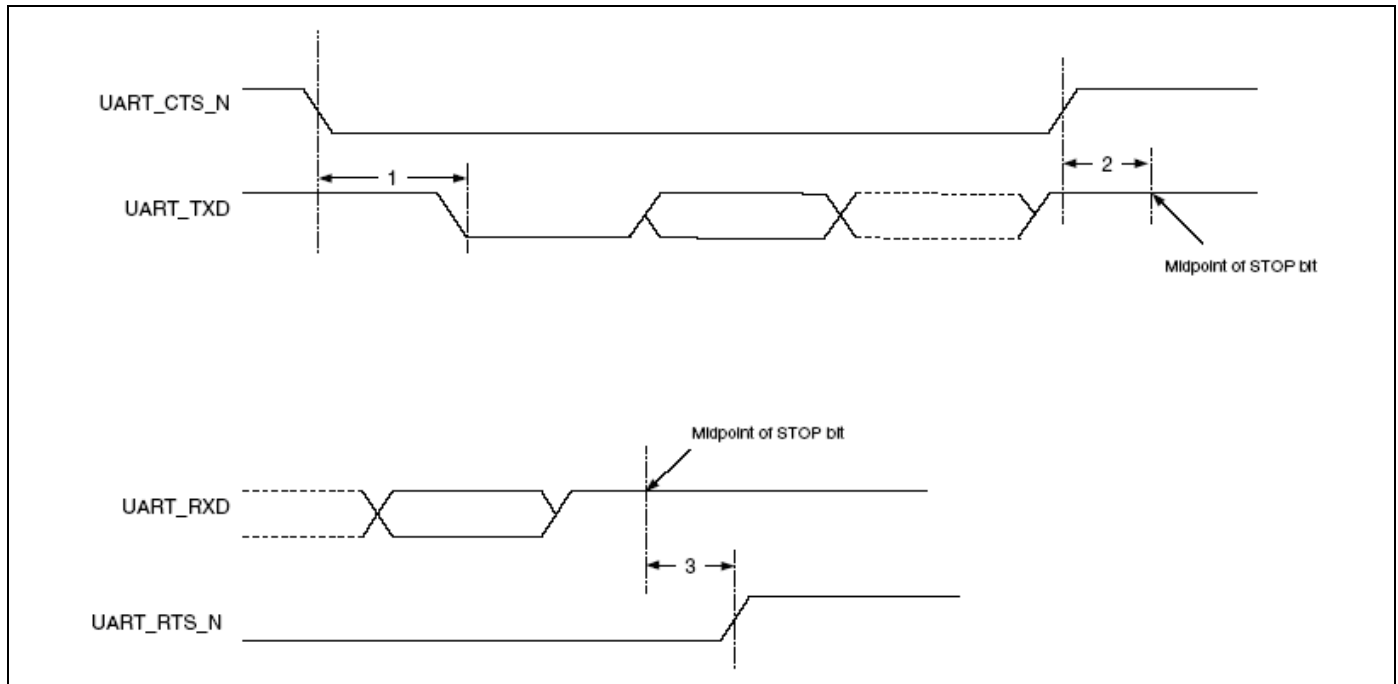 UART_CTS_N
1
2
UART_TXD
Midpoint of STOP bit
Midpoint of STOP bit
UART_RXD
3
UART_RTS_N